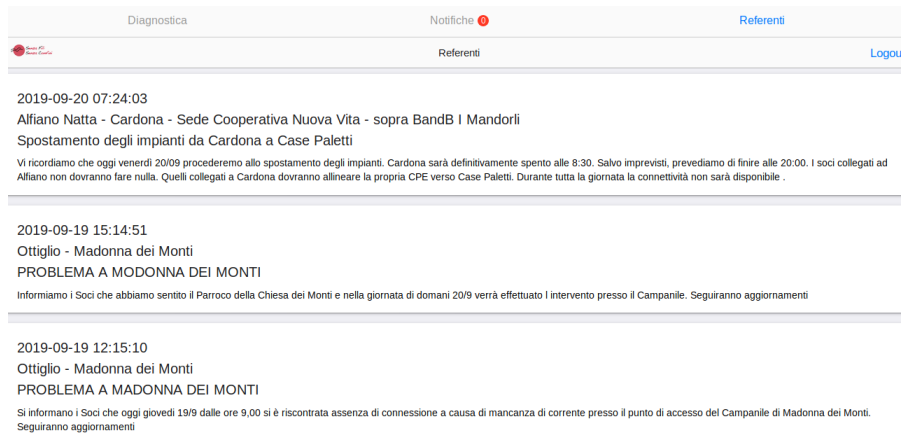 Diagnostica Notifiche 0 Referenti
Referenti Logou
2019-09-20 07:24:03
Alfiano Natta - Cardona - Sede Cooperativa Nuova Vita - sopra BandB I Mandorli
Spostamento degli impianti da Cardona a Case Paletti
Vi ricordiamo che oggi venerdì 20/09 procederemo allo spostamento degli impianti. Cardona sarà definitivamente spento alle 8:30. Salvo imprevisti, prevediamo di finire alle 20:00. I soci collegati ad
Alfiano non dovranno fare nulla. Quelli collegati a Cardona dovranno allineare la propria CPE verso Case Paletti. Durante tutta la giornata la connettività non sarà disponibile .
2019-09-19 15:14:51
Ottiglio - Madonna dei Monti
PROBLEMA A MODONNA DEI MONTI
Informiamo i Soci che abbiamo sentito il Parroco della Chiesa dei Monti e nella giornata di domani 20/9 verrà effettuato l intervento presso il Campanile. Seguiranno aggiornamenti
2019-09-19 12:15:10
Ottiglio - Madonna dei Monti
PROBLEMA A MADONNA DEI MONTI
Si informano i Soci che oggi giovedi 19/9 dalle ore 9,00 si è riscontrata assenza di connessione a causa di mancanza di corrente presso il punto di accesso del Campanile di Madonna dei Monti.
Seguiranno aggiornamenti